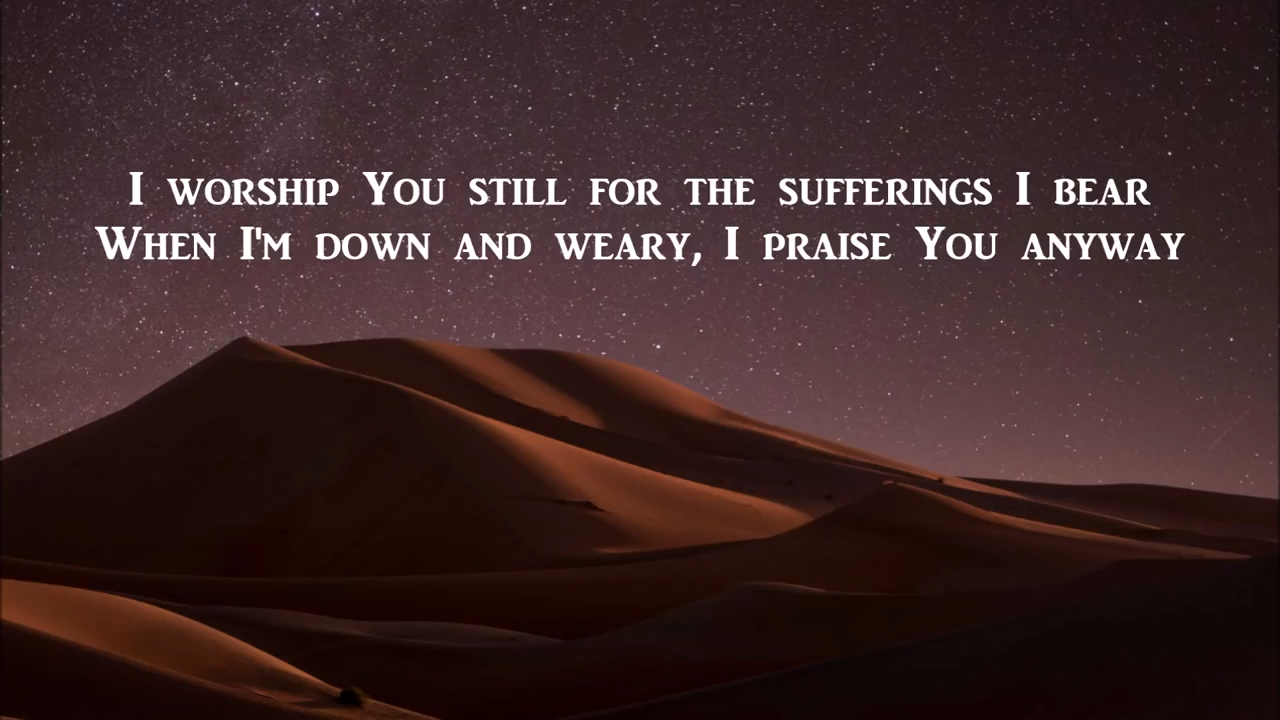 I worship You still for the sufferings I bear
When I'm down and weary, I praise You anyway